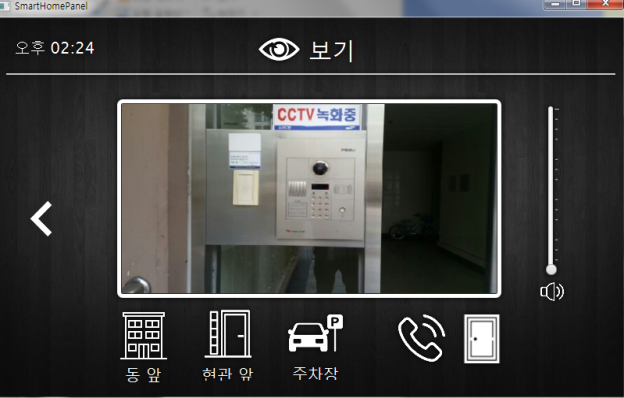 SmartHomePanel
오후 02:24
보기
CCTV 녹화중
P
동 앞
현관 앞
주차장